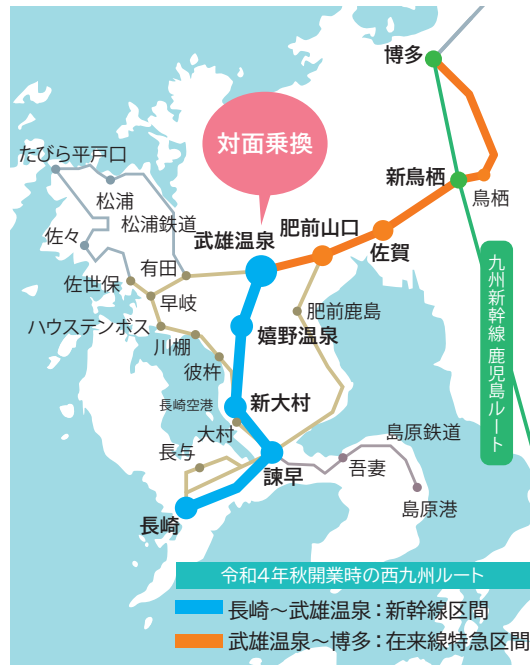 博多
対面乗換
たびら平戸口
新鳥栖
鳥栖
松浦
松浦鉄道
武雄温泉
肥前山口
佐賀
佐々
有田
佐世保
早岐
肥前鹿島
九州新幹線 鹿児島ルート
ハウステンボス
川棚
嬉野温泉
彼杵
長崎空港
新大村
大村
島原鉄道
長与
諫早
吾妻
島原港
長崎
令和4年秋開業時の西九州ルート
長崎～武雄温泉：新幹線区間
武雄温泉～博多：在来線特急区間